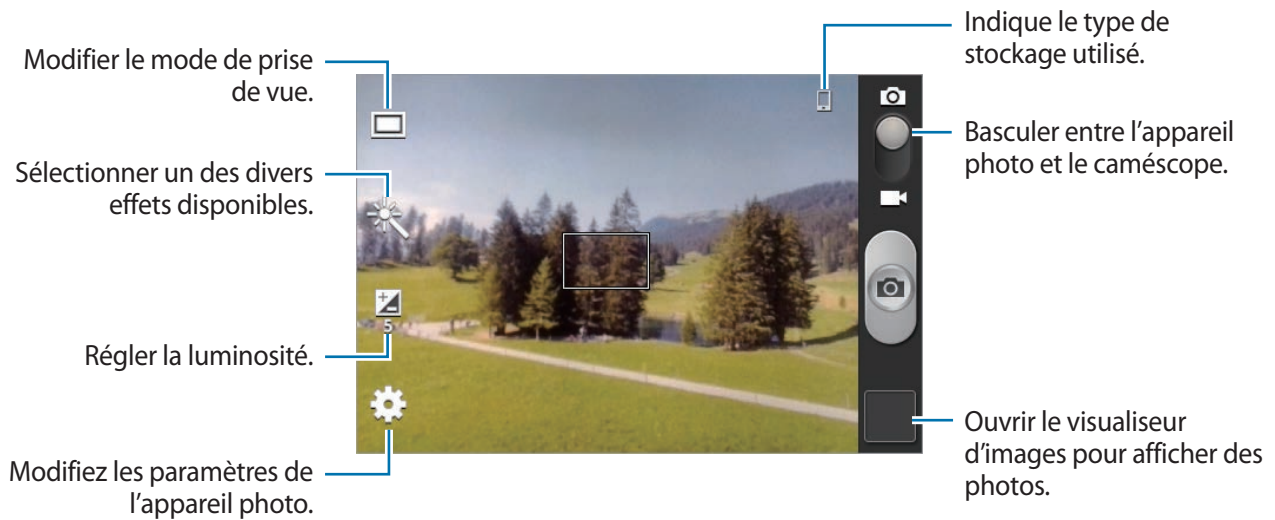 Modifier le mode de prise
de vue.
Sélectionner un des divers
effets disponibles.
5
Régler la luminosité.
Modifiez les paramètres de
l'appareil photo.
Indique le type de
stockage utilisé.
Basculer entre l'appareil
photo et le caméscope.
Ouvrir le visualiseur
d'images pour afficher des
photos.